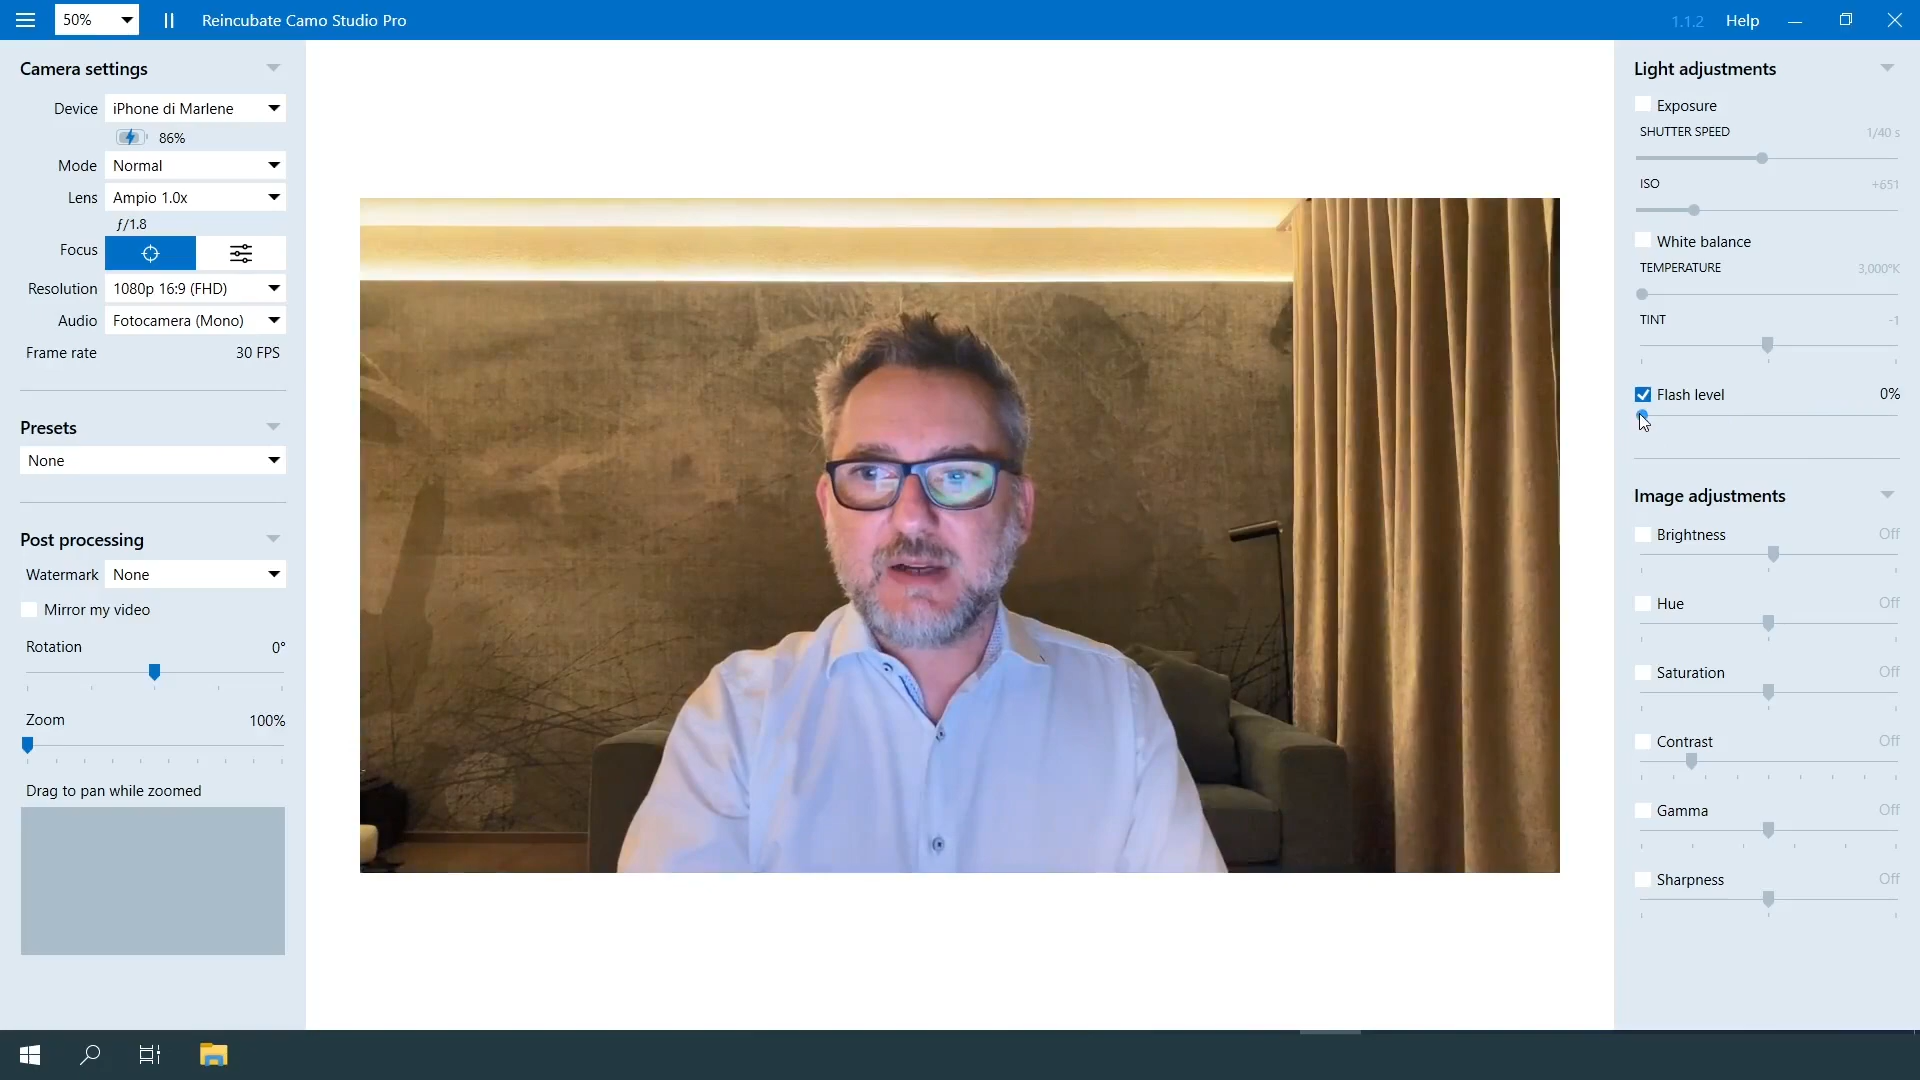 50% Reincubate Camo Studio Pro 1.1.2 Help
Camera settings
Device iPhone di Marlene
86%
Mode Normal
Lens Ampio 1.0x
ƒ/1.8
Focus
Resolution 1080p 16:9 (FHD)
Audio Fotocamera (Mono)
Frame rate 30 FPS
Presets
None
Post processing
Watermark None
Mirror my video
Rotation 0°
Zoom 100%
Drag to pan while zoomed
Light adjustments
Exposure
SHUTTER SPEED 1/40 s
ISO +651
White balance
TEMPERATURE 3,000°K
TINT -1
Flash level 0%
Image adjustments
Brightness Off
Hue Off
Saturation Off
Contrast Off
Gamma Off
Sharpness Off